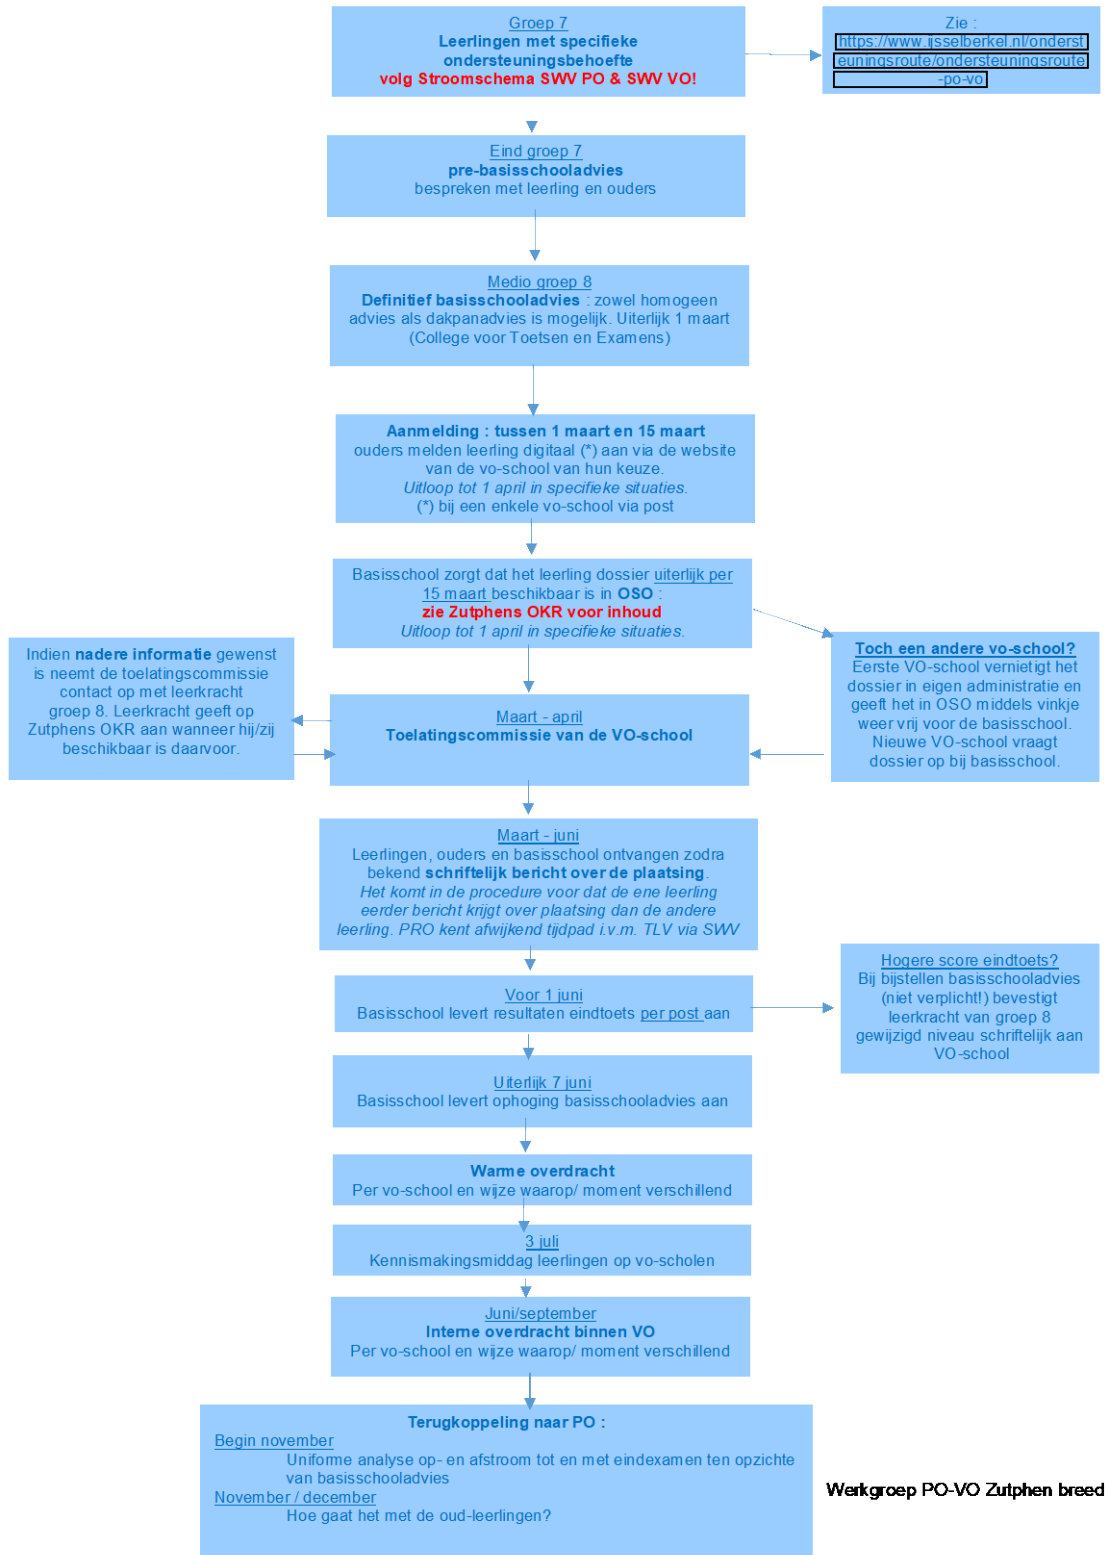 Groep 7
Leerlingen met specifieke
ondersteuningsbehoefte
volg Stroomschema SWV PO & SWV VO!
Zie :
https://www.ijsselberkel.nl/onderst
euningsroute/ondersteuningsroute
-po-vo
Eind groep 7
pre-basisschooladvies
bespreken met leerling en ouders
Medio groep 8
Definitief basisschooladvies : zowel homogeen
advies als dakpanadvies is mogelijk. Uiterlijk 1 maart
(College voor Toetsen en Examens)
Aanmelding : tussen 1 maart en 15 maart
ouders melden leerling digitaal (*) aan via de website
van de vo-school van hun keuze.
Uitloop tot 1 april in specifieke situaties.
(*) bij een enkele vo-school via post
Basisschool zorgt dat het leerling dossier uiterlijk per
15 maart beschikbaar is in OSO :
zie Zutphens OKR voor inhoud
Uitloop tot 1 april in specifieke situaties.
Indien nadere informatie gewenst
is neemt de toelatingscommissie
contact op met leerkracht
groep 8. Leerkracht geeft op
Zutphens OKR aan wanneer hij/zij
beschikbaar is daarvoor.
Toch een andere vo-school?
Eerste VO-school vernietigt het
dossier in eigen administratie en
geeft het in OSO middels vinkje
weer vrij voor de basisschool.
Nieuwe VO-school vraagt
dossier op bij basisschool.
Maart - april
Toelatingscommissie van de VO-school
Maart - juni
Leerlingen, ouders en basisschool ontvangen zodra
bekend schriftelijk bericht over de plaatsing.
Het komt in de procedure voor dat de ene leerling
eerder bericht krijgt over plaatsing dan de andere
leerling. PRO kent afwijkend tijdpad i.v.m. TLV via SWV
Voor 1 juni
Basisschool levert resultaten eindtoets per post aan
Hogere score eindtoets?
Bij bijstellen basisschooladvies
(niet verplicht!) bevestigt
leerkracht van groep 8
gewijzigd niveau schriftelijk aan
VO-school
Uiterlijk 7 juni
Basisschool levert ophoging basisschooladvies aan
Warme overdracht
Per vo-school en wijze waarop/ moment verschillend
3 juli
Kennismakingsmiddag leerlingen op vo-scholen
Juni/september
Interne overdracht binnen VO
Per vo-school en wijze waarop/ moment verschillend
Terugkoppeling naar PO :
Begin november
Uniforme analyse op- en afstroom tot en met eindexamen ten opzichte
van basisschooladvies
November / december
Hoe gaat het met de oud-leerlingen?
Werkgroep PO-VO Zutphen breed